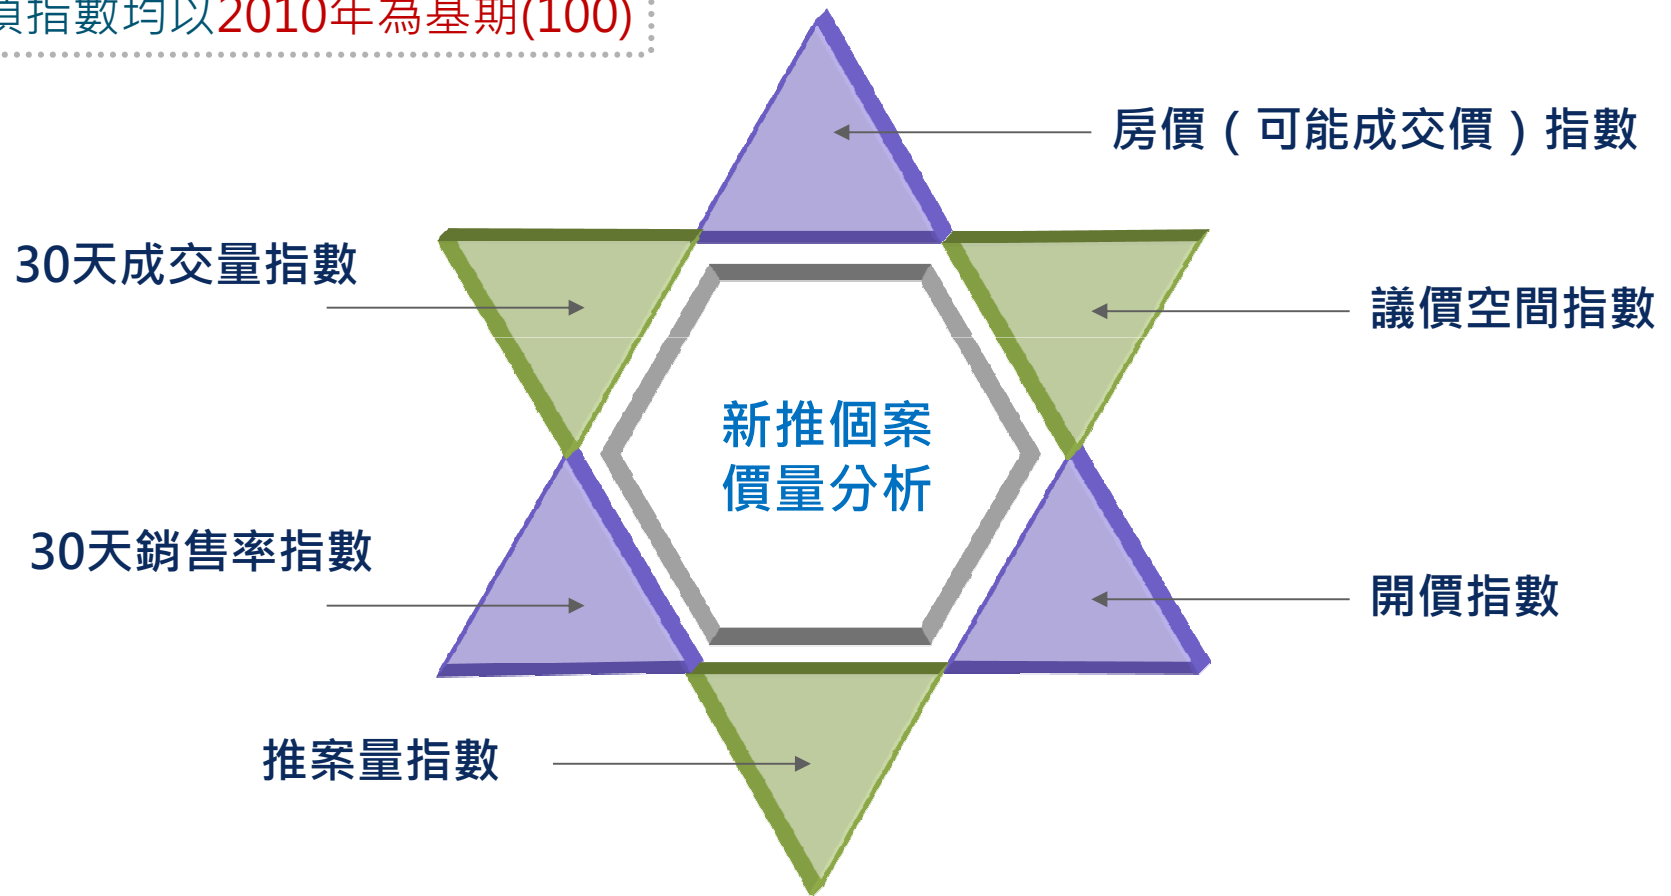 項指數均以2010年為基期(100)
房價（可能成交價）指數
30天成交量指數
議價空間指數
新推個案
價量分析
30天銷售率指數
開價指數
推案量指數